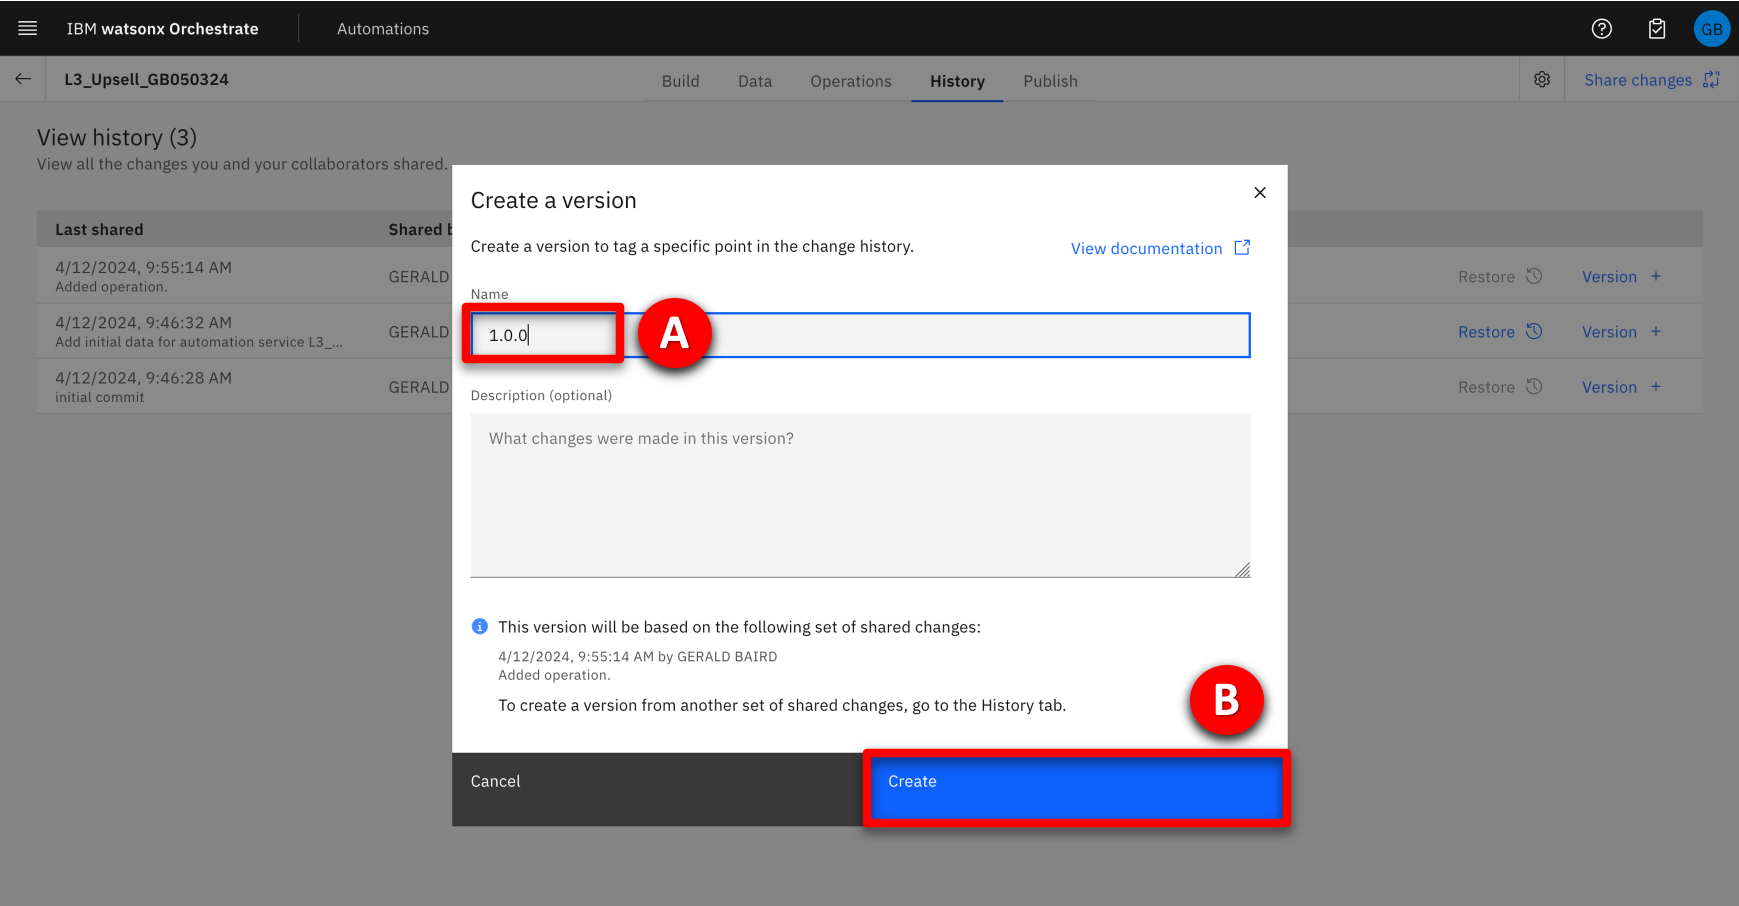 IBM watsonx Orchestrate
Automations
GB
L3_Upsell_GB050324
Build
Data
Operations
History
Publish
Share changes
View history (3)
View all the changes you and your collaborators shared.
Last shared
Shared b
4/12/2024, 9:55:14 AM
Added operation.
GERALD
Restore
Version +
4/12/2024, 9:46:32 AM
Add initial data for automation service L3_...
GERALD
Restore
Version +
4/12/2024, 9:46:28 AM
initial commit
GERALD
Restore
Version +
Create a version
Create a version to tag a specific point in the change history.
View documentation
Name
1.0.0
A
Description (optional)
What changes were made in this version?
This version will be based on the following set of shared changes:
4/12/2024, 9:55:14 AM by GERALD BAIRD
Added operation.
To create a version from another set of shared changes, go to the History tab.
B
Cancel
Create